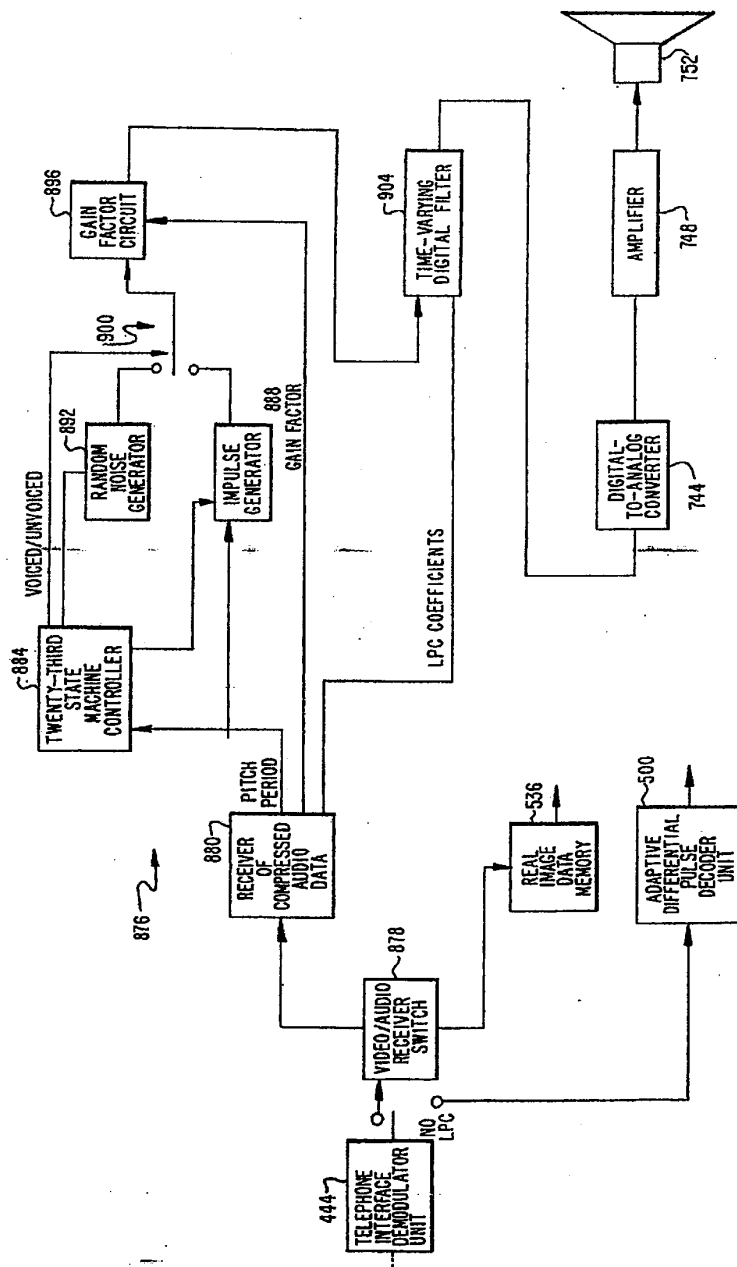 444
TELEPHONE
INTERFACE
DEMODULATOR
UNIT
NO
LPC
878
VIDEO/AUDIO
RECEIVER
SWITCH
876
880
RECEIVER
OF
COMPRESSED
AUDIO
DATA
PITCH
PERIOD
884
TWENTY-THIRD
STATE
MACHINE
CONTROLLER
VOICED/UNVOICED
892
RANDOM
NOISE
GENERATOR
IMPULSE
GENERATOR
888
GAIN FACTOR
900
896
GAIN
FACTOR
CIRCUIT
LPC COEFFICIENTS
904
TIME-VARYING
DIGITAL FILTER
536
REAL
IMAGE
DATA
MEMORY
500
ADAPTIVE
DIFFERENTIAL
PULSE
DECODER
UNIT
DIGITAL-
TO-ANALOG
CONVERTER
744
AMPLIFIER
748
752